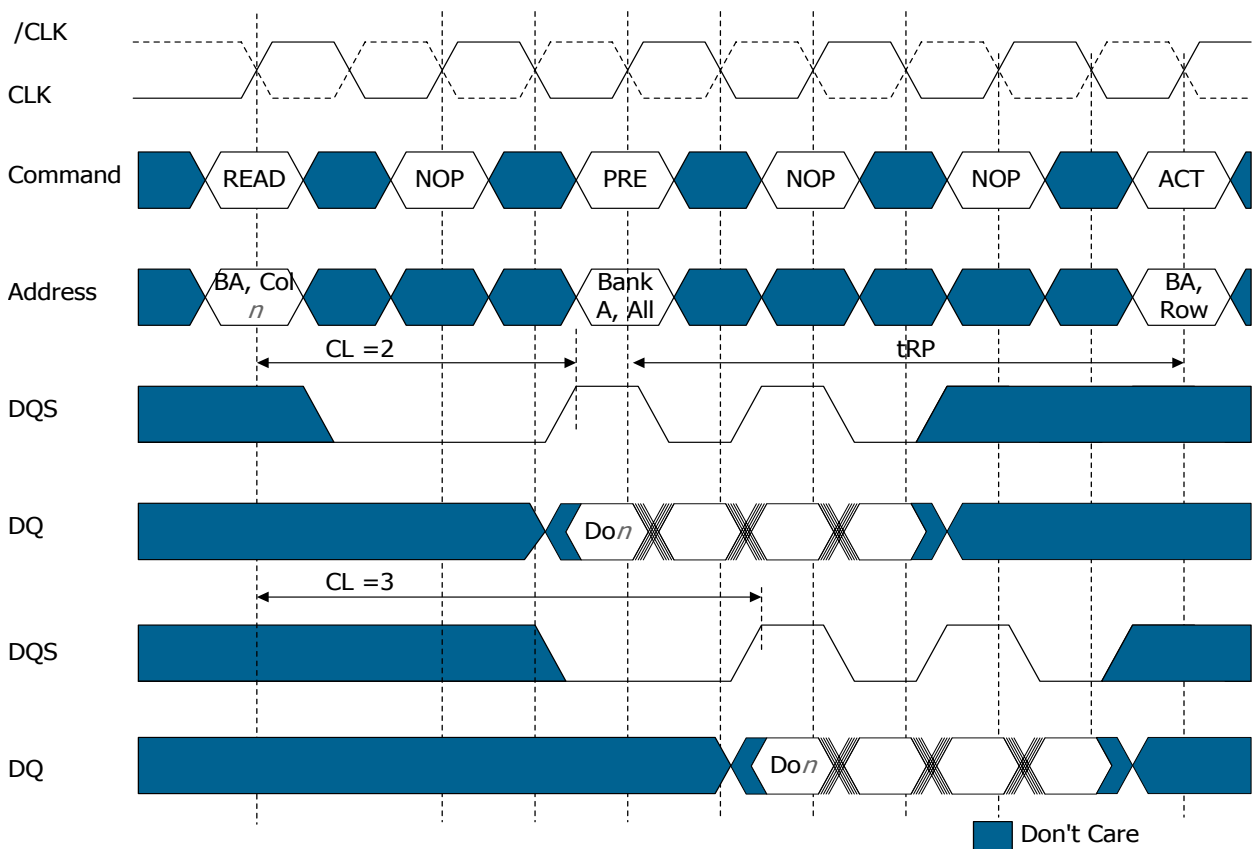 /CLK
CLK
Command
READ
NOP
PRE
NOP
NOP
ACT
Address
BA, Col
n
Bank
A, All
BA,
Row
CL =2
tRP
DQS
DQ
Don
CL =3
DQS
DQ
Don
Don't Care